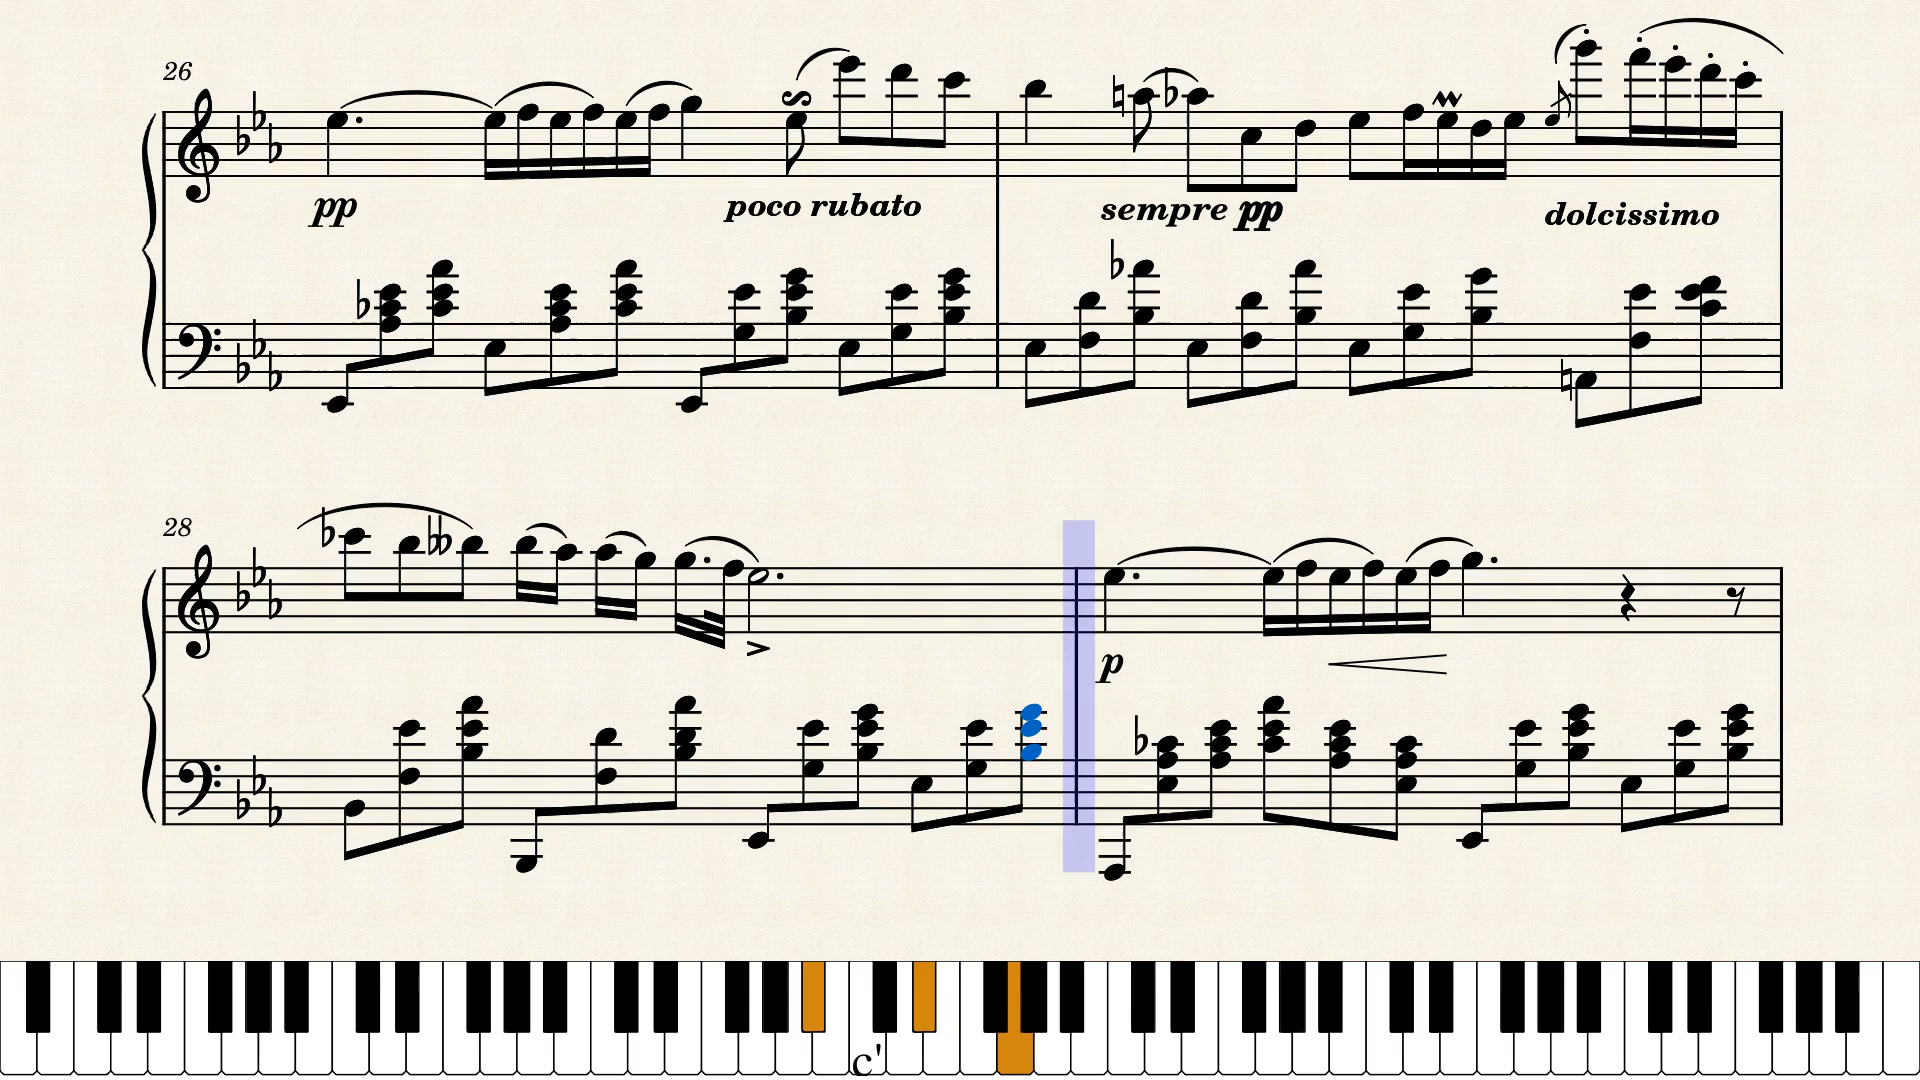 26
pp
poco rubato
sempre pp
dolcissimo
28
p
c'